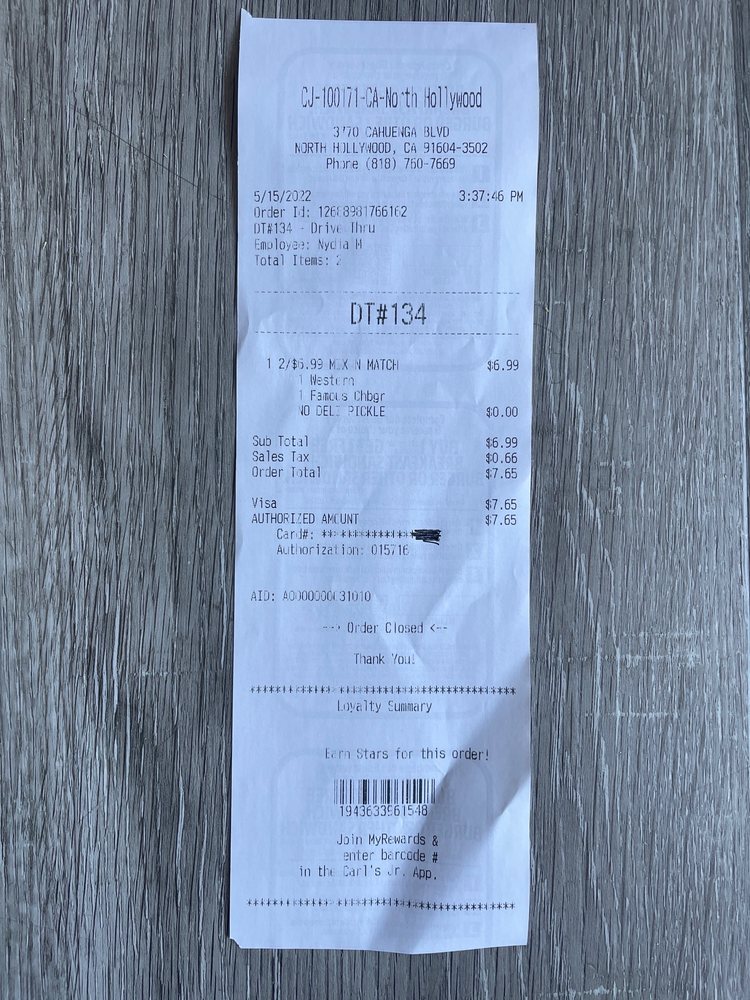 CJ-100171-CA-North Hollywood
3770 CAHUENGA BLVD
NORTH HOLLYWOOD, CA 91604-3502
Phone (818) 760-7669
5/15/2022 3:37:46 PM
Order Id: 12688981766162
DT#134 - Drive Thru
Employee: Nydia M
Total Items: 2
DT#134
1 2/$6.99 MIX N MATCH $6.99
1 Western
1 Famous Chbgr
NO DELI PICKLE $0.00
Sub Total $6.99
Sales Tax $0.66
Order Total $7.65
Visa $7.65
AUTHORIZED AMOUNT $7.65
Card#: ****************
Authorization: 015716
AID: A0000000031010
---> Order Closed <--
Thank You!
*****************************************
Loyalty Summary
Earn Stars for this order!
1943633961548
Join MyRewards &
enter barcode #
in the Carl's Jr. App.
*****************************************